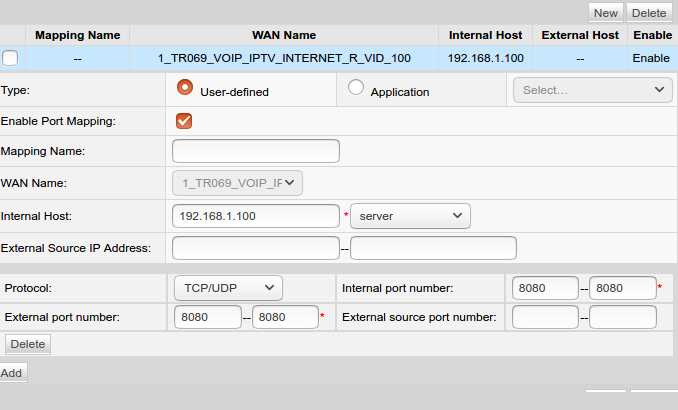 New Delete
Mapping Name WAN Name Internal Host External Host Enable
-- 1_TR069_VOIP_IPTV_INTERNET_R_VID_100 192.168.1.100 -- Enable
Type: User-defined Application Select...
Enable Port Mapping:
Mapping Name:
WAN Name: 1_TR069_VOIP_IP
Internal Host: 192.168.1.100 * server
External Source IP Address: --
Protocol: TCP/UDP Internal port number: 8080 -- 8080 *
External port number: 8080 -- 8080 * External source port number: --
Delete
Add